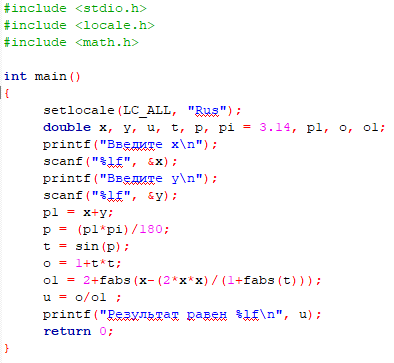 #include <stdio.h>
#include <locale.h>
#include <math.h>
int main()
{
setlocale(LC_ALL, "Rus");
double x, y, u, t, p, pi = 3.14, p1, o, o1;
printf("Введите x\n");
scanf("%lf", &x);
printf("Введите y\n");
scanf("%lf", &y);
p1 = x+y;
p = (p1*pi)/180;
t = sin(p);
o = 1+t*t;
o1 = 2+fabs(x-(2*x*x)/(1+fabs(t)));
u = o/o1 ;
printf("Результат равен %lf\n", u);
return 0;
}